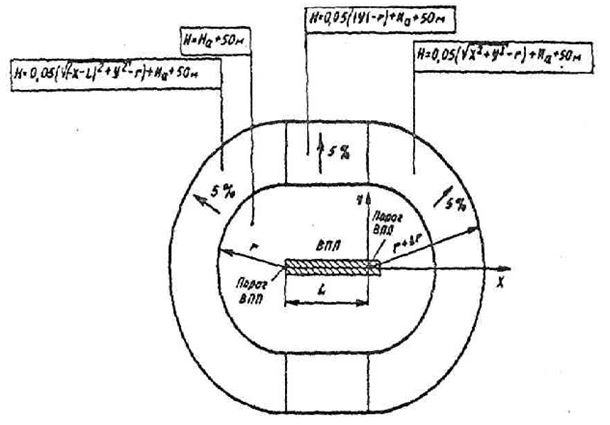 H=0,05(|Y|-r)+Hа+50м
H=Hа+50м
H=0,05(√X²+Y²-r)+Hа+50м
H=0,05(√(-X-L)²+Y²-r)+Hа+50м
5%
5%
5%
Y
Порог
ВПП
ВПП
r
r+Δr
Порог
ВПП
L
X